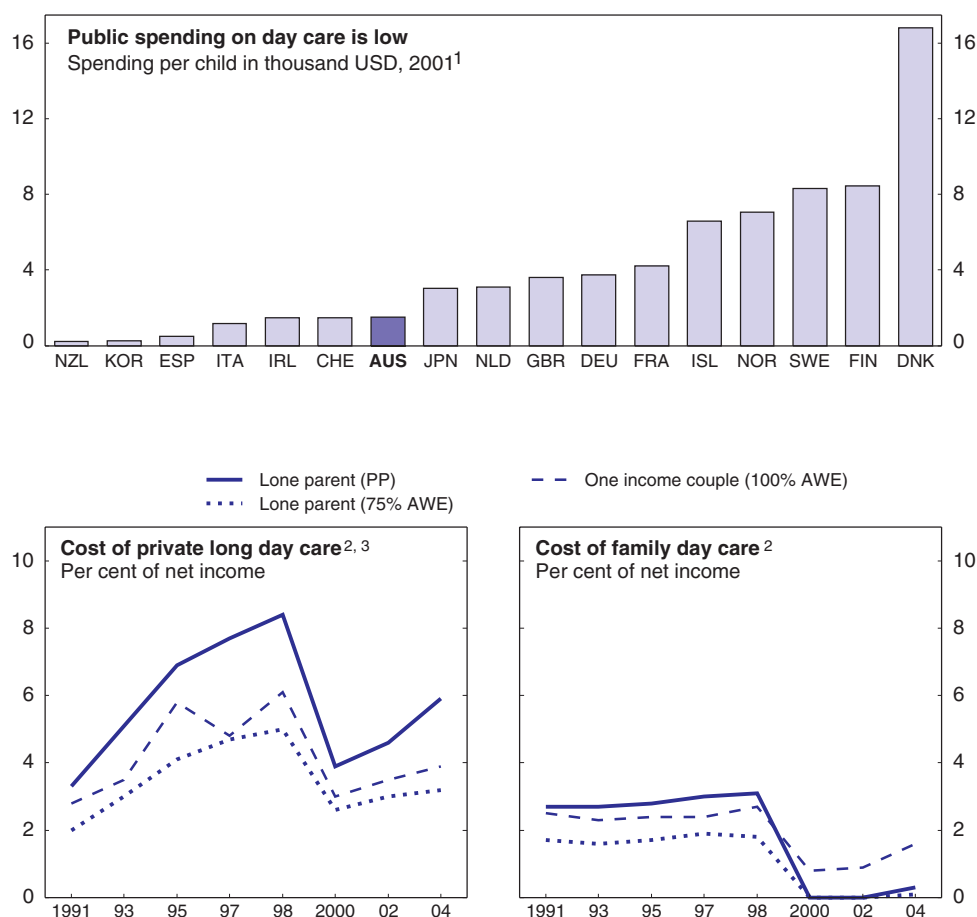 Public spending on day care is low
Spending per child in thousand USD, 2001¹
16 16
12 12
8 8
4 4
0 0
NZL KOR ESP ITA IRL CHE AUS JPN NLD GBR DEU FRA ISL NOR SWE FIN DNK
Lone parent (PP) One income couple (100% AWE)
Lone parent (75% AWE)
Cost of private long day care²,³
Per cent of net income
10
8
6
4
2
0
1991 93 95 97 98 2000 02 04
Cost of family day care ²
Per cent of net income
10
8
6
4
2
0
1991 93 95 97 98 2000 02 04